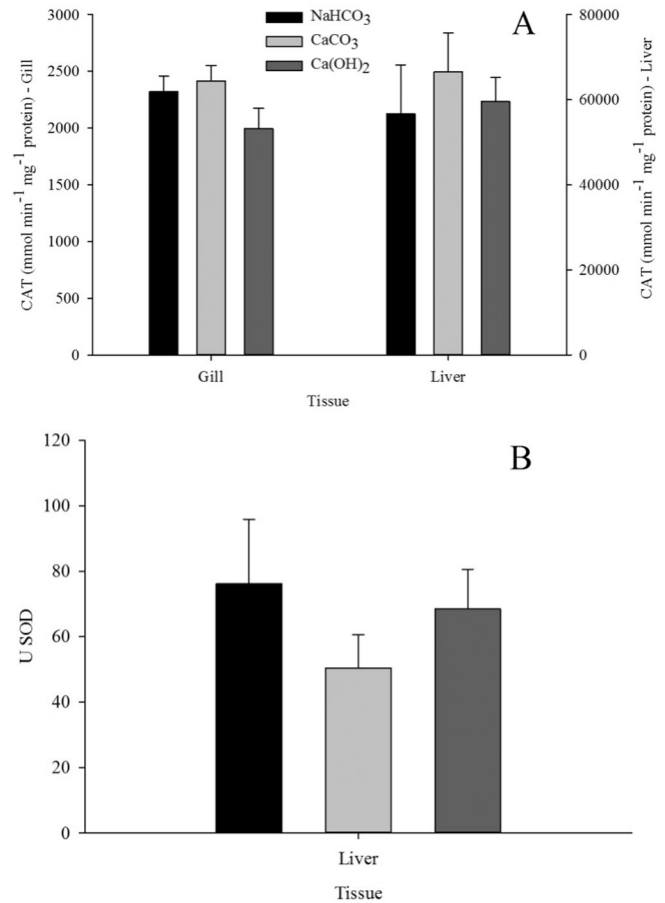 A
NaHCO3
CaCO3
Ca(OH)2
CAT (mmol min-1 mg-1 protein) - Gill
3000
2500
2000
1500
1000
500
0
CAT (mmol min-1 mg-1 protein) - Liver
80000
60000
40000
20000
0
Gill
Liver
Tissue
B
U SOD
120
100
80
60
40
20
0
Liver
Tissue